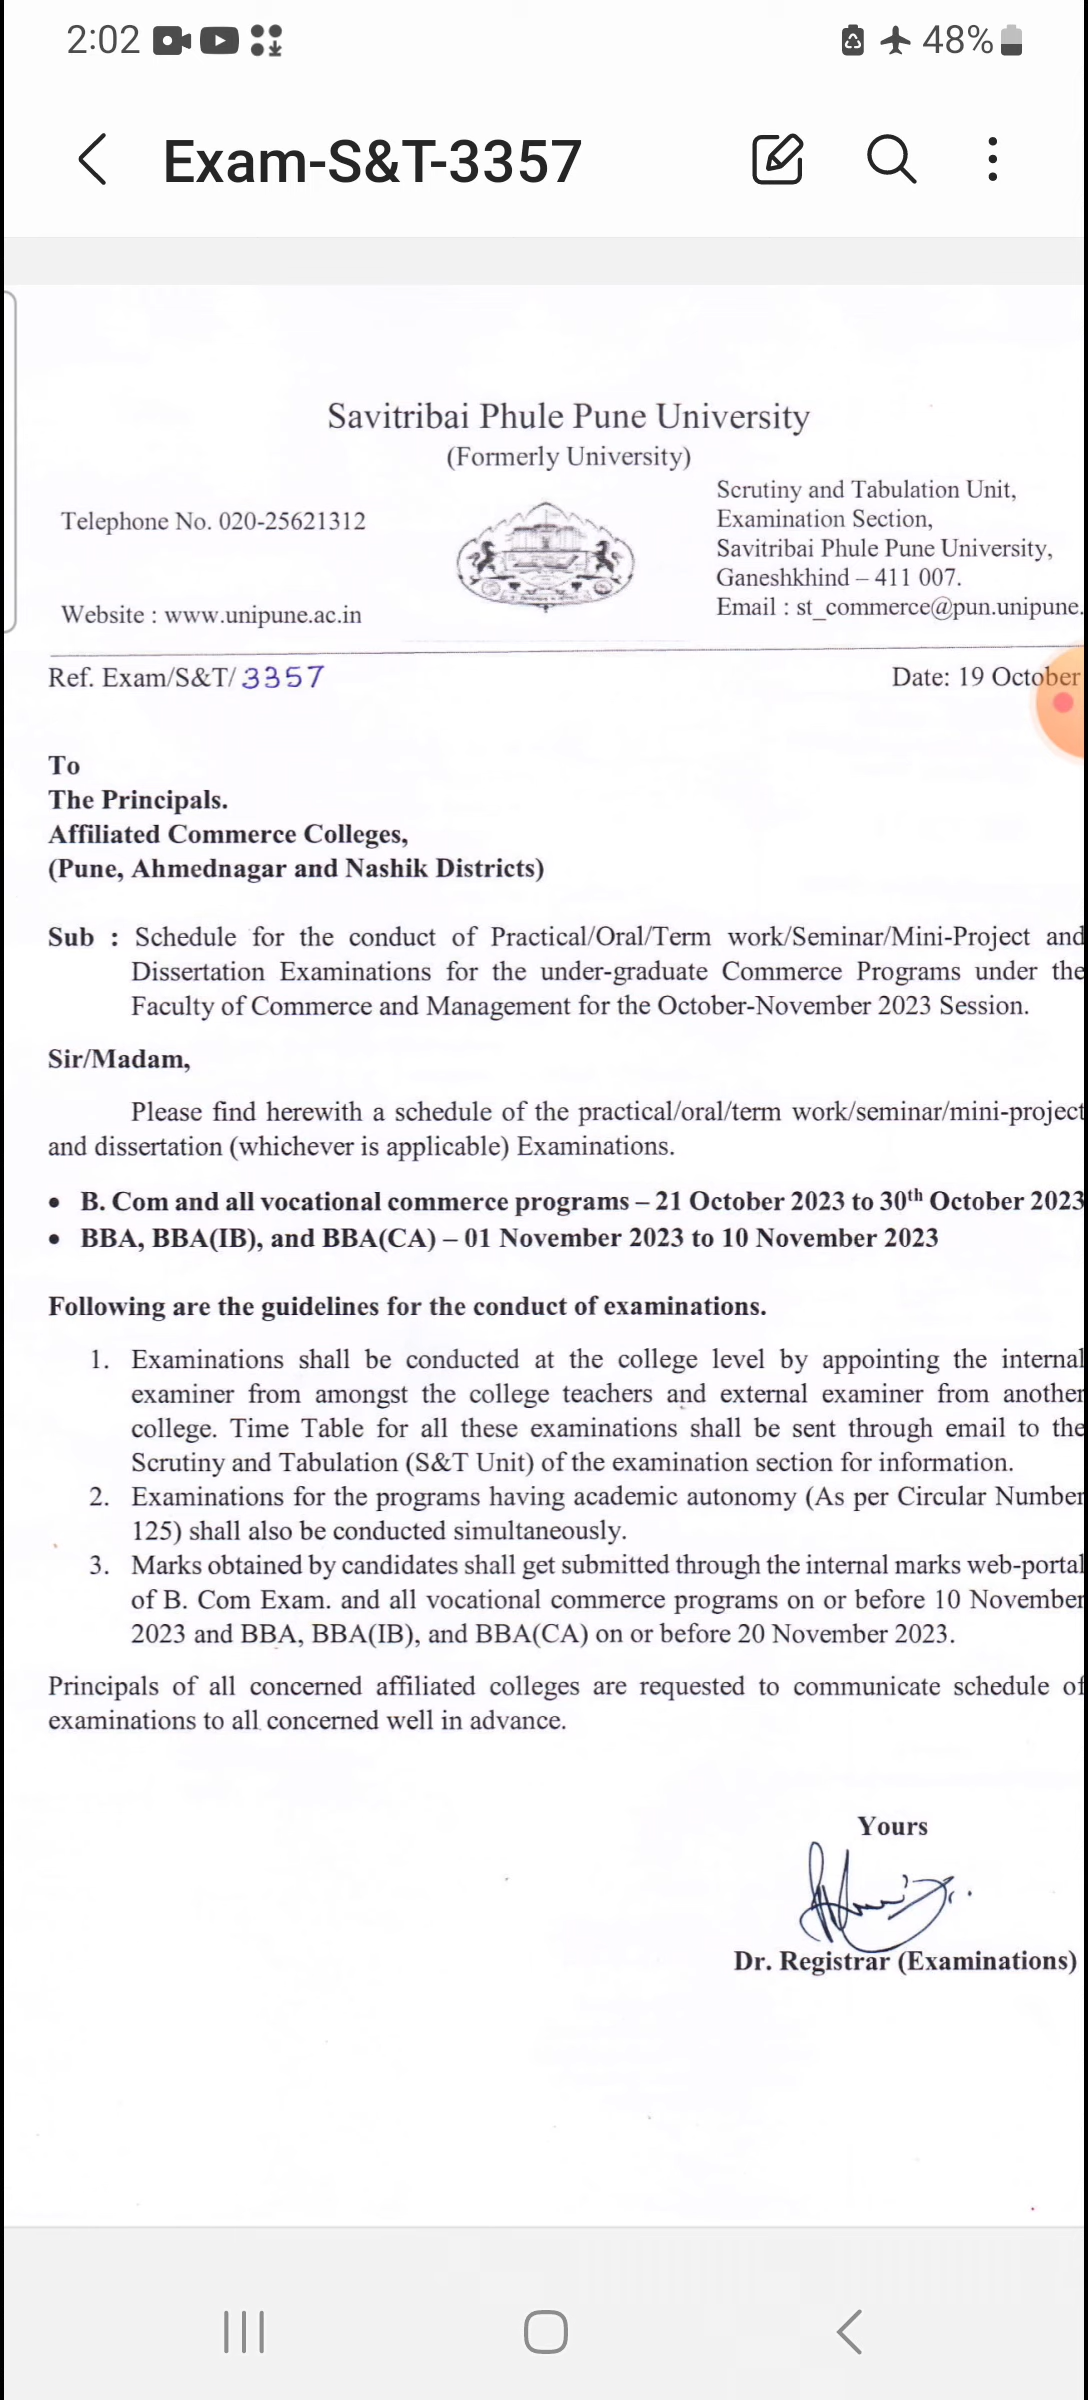 2:02
48%
Exam-S&T-3357
Savitribai Phule Pune University
(Formerly University)
Telephone No. 020-25621312
Website : www.unipune.ac.in
Scrutiny and Tabulation Unit,
Examination Section,
Savitribai Phule Pune University,
Ganeshkhind – 411 007.
Email : st_commerce@pun.unipune.
Ref. Exam/S&T/ 3357
Date: 19 October
To
The Principals.
Affiliated Commerce Colleges,
(Pune, Ahmednagar and Nashik Districts)
Sub : Schedule for the conduct of Practical/Oral/Term work/Seminar/Mini-Project and
Dissertation Examinations for the under-graduate Commerce Programs under the
Faculty of Commerce and Management for the October-November 2023 Session.
Sir/Madam,
Please find herewith a schedule of the practical/oral/term work/seminar/mini-project
and dissertation (whichever is applicable) Examinations.
• B. Com and all vocational commerce programs – 21 October 2023 to 30th October 2023
• BBA, BBA(IB), and BBA(CA) – 01 November 2023 to 10 November 2023
Following are the guidelines for the conduct of examinations.
1. Examinations shall be conducted at the college level by appointing the internal
examiner from amongst the college teachers and external examiner from another
college. Time Table for all these examinations shall be sent through email to the
Scrutiny and Tabulation (S&T Unit) of the examination section for information.
2. Examinations for the programs having academic autonomy (As per Circular Number
125) shall also be conducted simultaneously.
3. Marks obtained by candidates shall get submitted through the internal marks web-portal
of B. Com Exam. and all vocational commerce programs on or before 10 November
2023 and BBA, BBA(IB), and BBA(CA) on or before 20 November 2023.
Principals of all concerned affiliated colleges are requested to communicate schedule of
examinations to all concerned well in advance.
Yours
Dr. Registrar (Examinations)